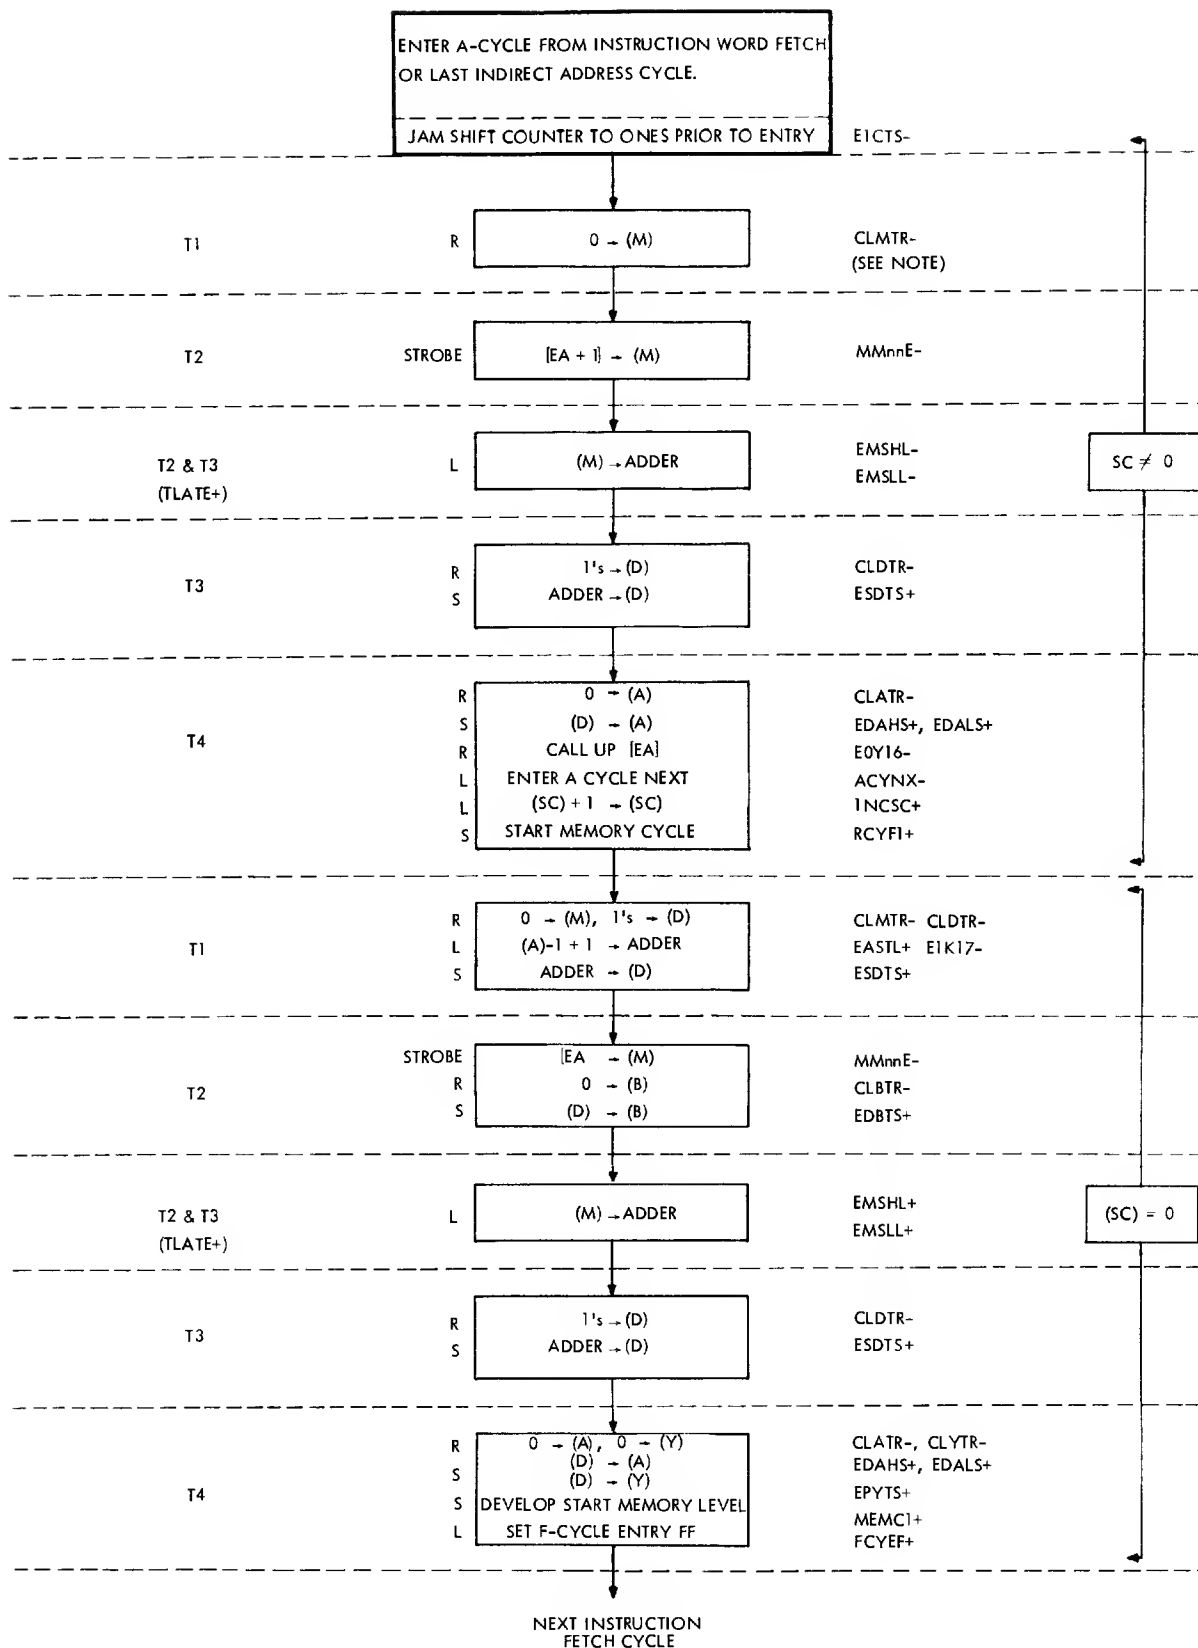 ENTER A-CYCLE FROM INSTRUCTION WORD FETCH
OR LAST INDIRECT ADDRESS CYCLE.
JAM SHIFT COUNTER TO ONES PRIOR TO ENTRY E1CTS-
T1 R 0 → (M) CLMTR-
(SEE NOTE)
T2 STROBE [EA + 1] → (M) MMnnE-
T2 & T3 L (M) → ADDER EMSHL-
(TLATE+) EMSLL-
SC ≠ 0
T3
R 1's → (D) CLDTR-
S ADDER → (D) ESDTS+
T4
R 0 → (A) CLATR-
S (D) → (A) EDAHS+, EDALS+
R CALL UP [EA] E0Y16-
L ENTER A CYCLE NEXT ACYNX-
L (SC) + 1 → (SC) 1NCSC+
S START MEMORY CYCLE RCYF1+
T1
R 0 → (M), 1's → (D) CLMTR- CLDTR-
L (A)-1 + 1 → ADDER EASTL+ E1K17-
S ADDER → (D) ESDTS+
T2
STROBE [EA → (M) MMnnE-
R 0 → (B) CLBTR-
S (D) → (B) EDBTS+
T2 & T3 L (M) → ADDER EMSHL+
(TLATE+) EMSLL+
(SC) = 0
T3
R 1's → (D) CLDTR-
S ADDER → (D) ESDTS+
T4
R 0 → (A), 0 → (Y) CLATR-, CLYTR-
S (D) → (A) EDAHS+, EDALS+
S (D) → (Y) EPYTS+
DEVELOP START MEMORY LEVEL MEMC1+
L SET F-CYCLE ENTRY FF FCYEF+
NEXT INSTRUCTION
FETCH CYCLE